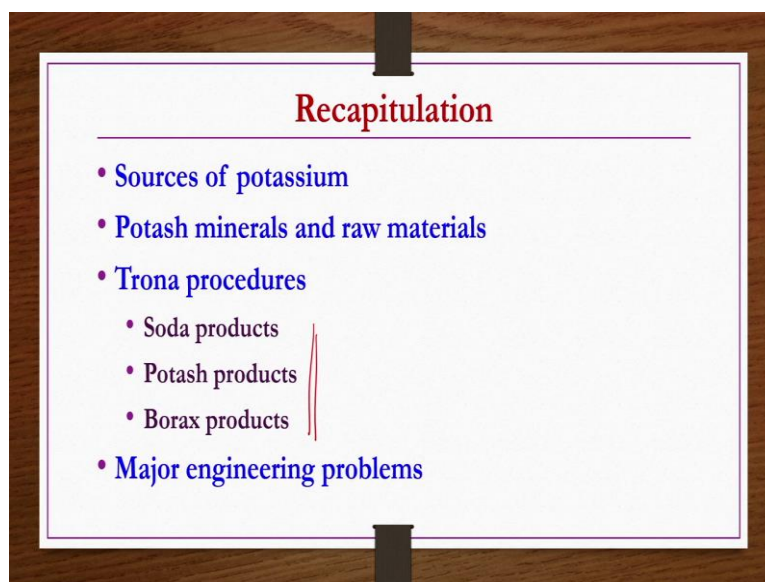 Recapitulation
• Sources of potassium
• Potash minerals and raw materials
• Trona procedures
• Soda products
• Potash products
• Borax products
• Major engineering problems